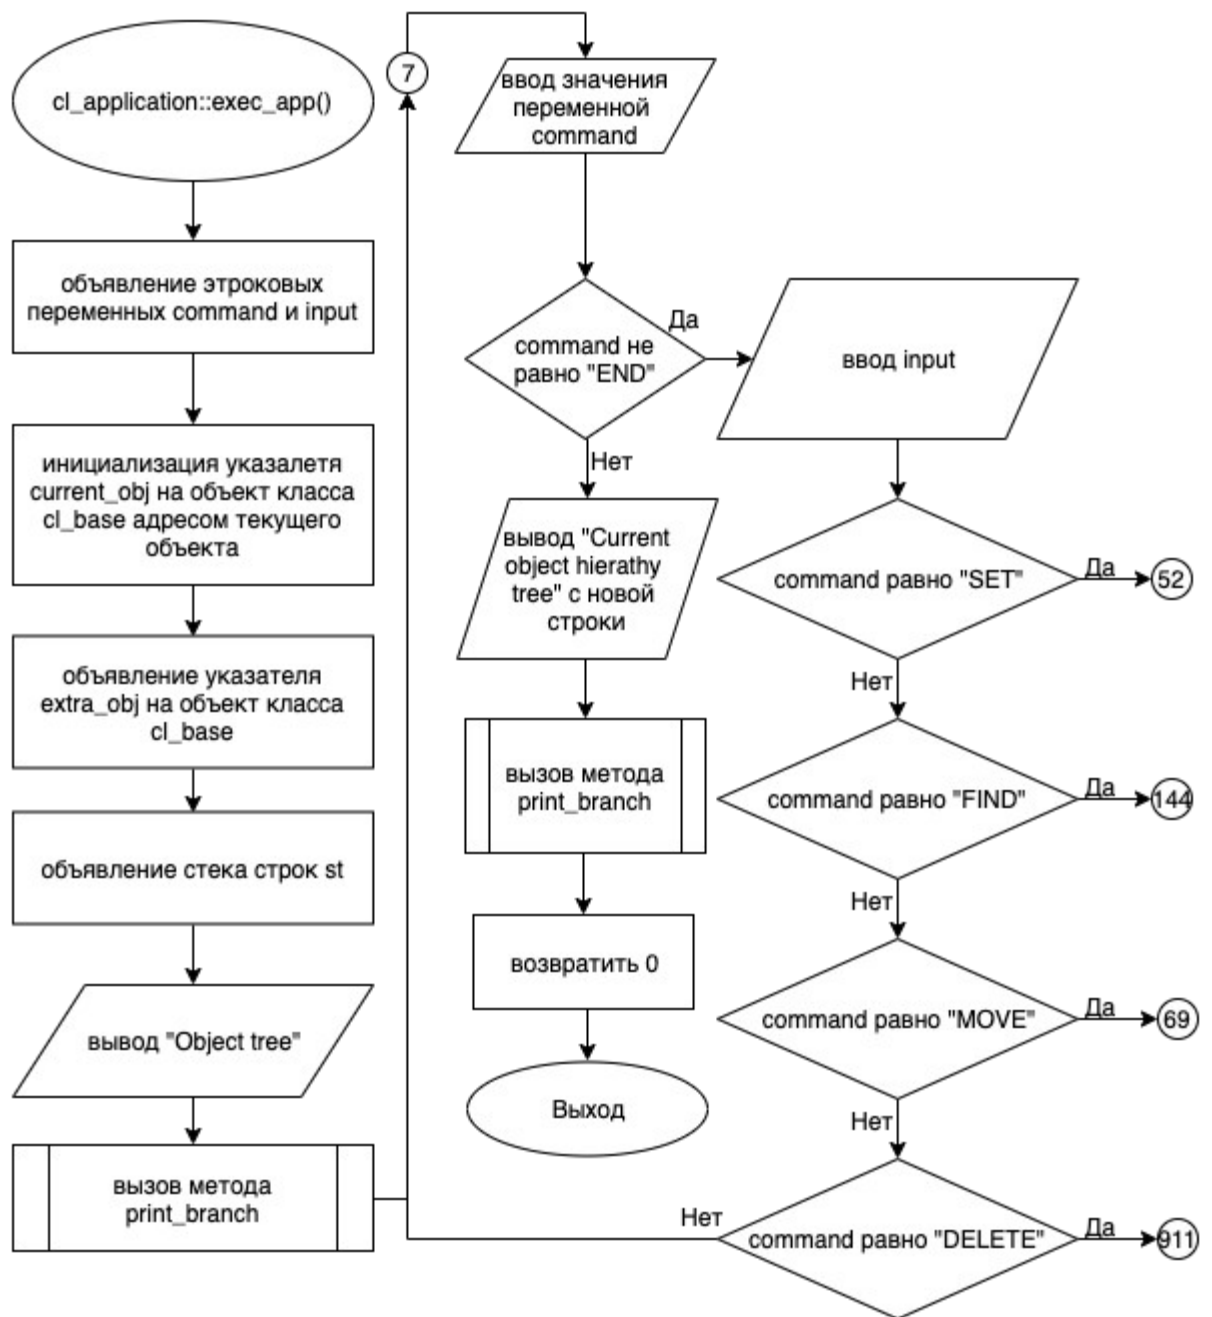 cl_application::exec_app()
объявление этроковых
переменных command и input
инициализация указалетя
current_obj на объект класса
cl_base адресом текущего
объекта
объявление указателя
extra_obj на объект класса
cl_base
объявление стека строк st
вывод "Object tree"
вызов метода
print_branch
7
ввод значения
переменной
command
command не
равно "END"
Да
Нет
вывод "Current
object hierathy
tree" с новой
строки
вызов метода
print_branch
возвратить 0
Выход
ввод input
command равно "SET"
Да
52
Нет
command равно "FIND"
Да
144
Нет
command равно "MOVE"
Да
69
Нет
command равно "DELETE"
Да
911
Нет